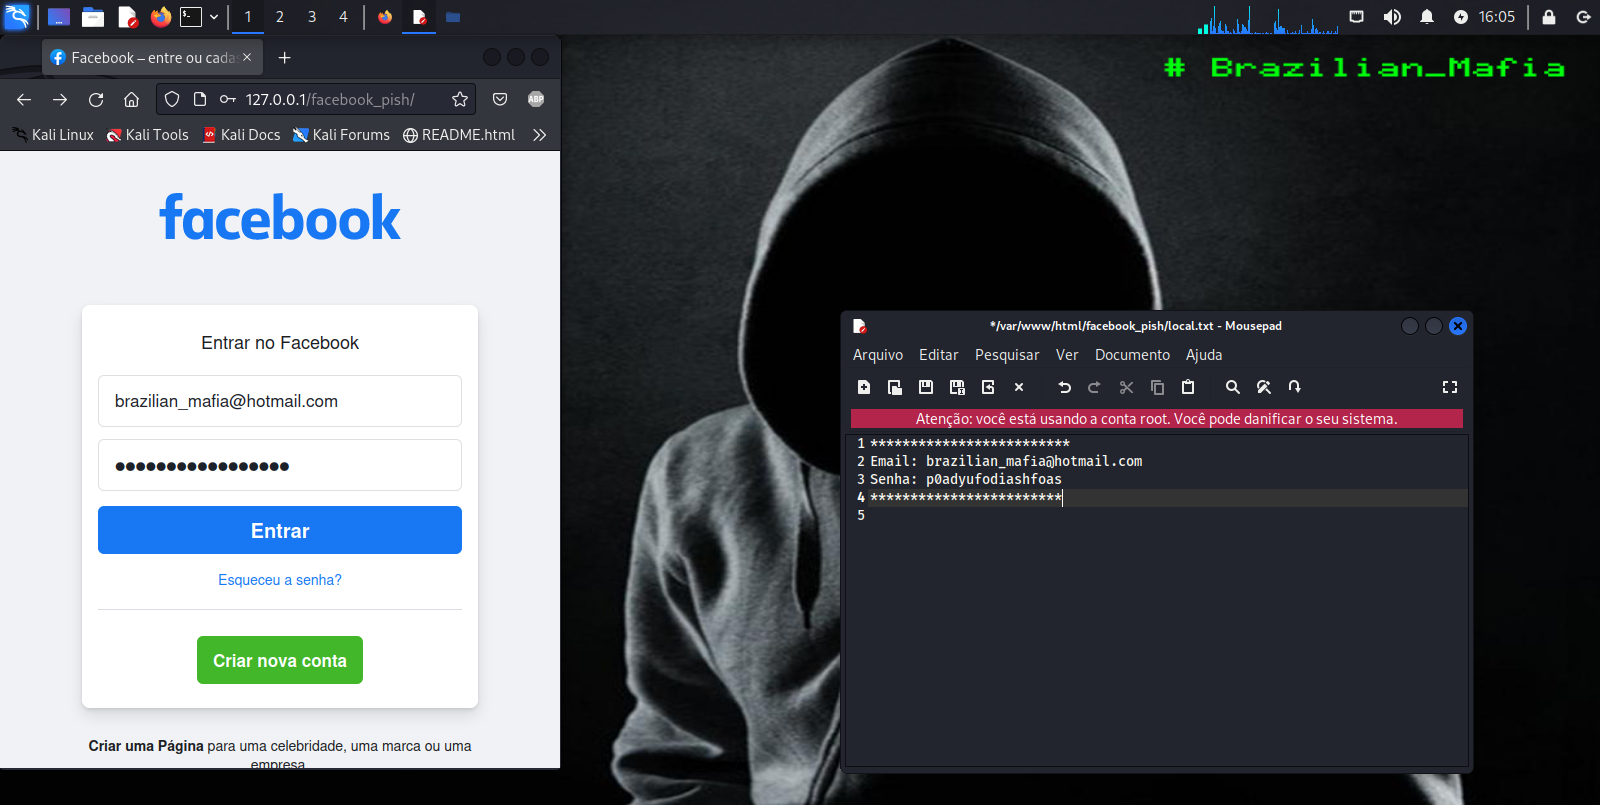 1 2 3 4
16:05
# Brazilian_Mafia
Facebook – entre ou cadas
127.0.0.1/facebook_pish/
ABP
Kali Linux Kali Tools Kali Docs Kali Forums README.html
facebook
Entrar no Facebook
brazilian_mafia@hotmail.com
•••••••••••••••••
Entrar
Esqueceu a senha?
Criar nova conta
Criar uma Página para uma celebridade, uma marca ou uma
empresa
*/var/www/html/facebook_pish/local.txt - Mousepad
Arquivo Editar Pesquisar Ver Documento Ajuda
Atenção: você está usando a conta root. Você pode danificar o seu sistema.
1 *************************
2 Email: brazilian_mafia@hotmail.com
3 Senha: p0adyufodiashfoas
4 ************************
5